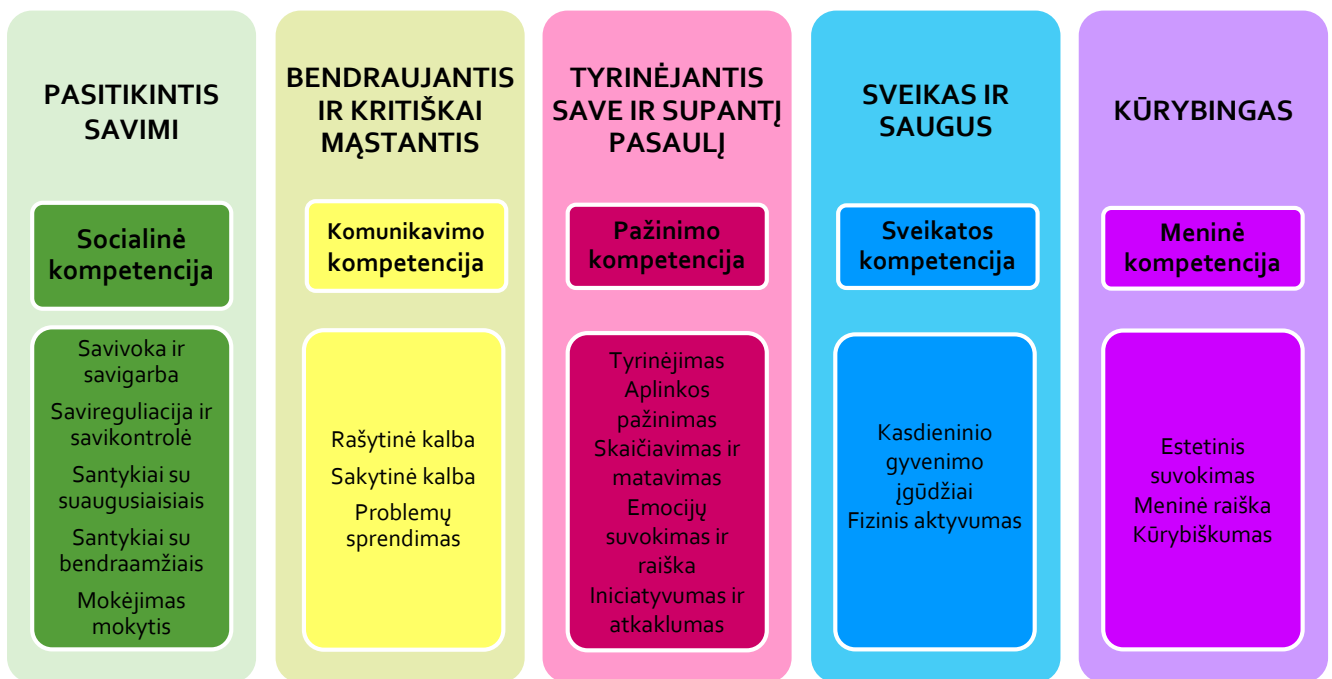 PASITIKINTIS
SAVIMI
Socialinė
kompetencija
Savivoka ir
savigarba
Savireguliacija ir
savikontrolė
Santykiai su
suaugusiaisiais
Santykiai su
bendraamžiais
Mokėjimas
mokytis
BENDRAUJANTIS
IR KRITIŠKAI
MĄSTANTIS
Komunikavimo
kompetencija
Rašytinė kalba
Sakytinė kalba
Problemų
sprendimas
TYRINĖJANTIS
SAVE IR SUPANTĮ
PASAULĮ
Pažinimo
kompetencija
Tyrinėjimas
Aplinkos
pažinimas
Skaičiavimas ir
matavimas
Emocijų
suvokimas ir
raiška
Iniciatyvumas ir
atkaklumas
SVEIKAS IR
SAUGUS
Sveikatos
kompetencija
Kasdieninio
gyvenimo
įgūdžiai
Fizinis aktyvumas
KŪRYBINGAS
Meninė
kompetencija
Estetinis
suvokimas
Meninė raiška
Kūrybiškumas